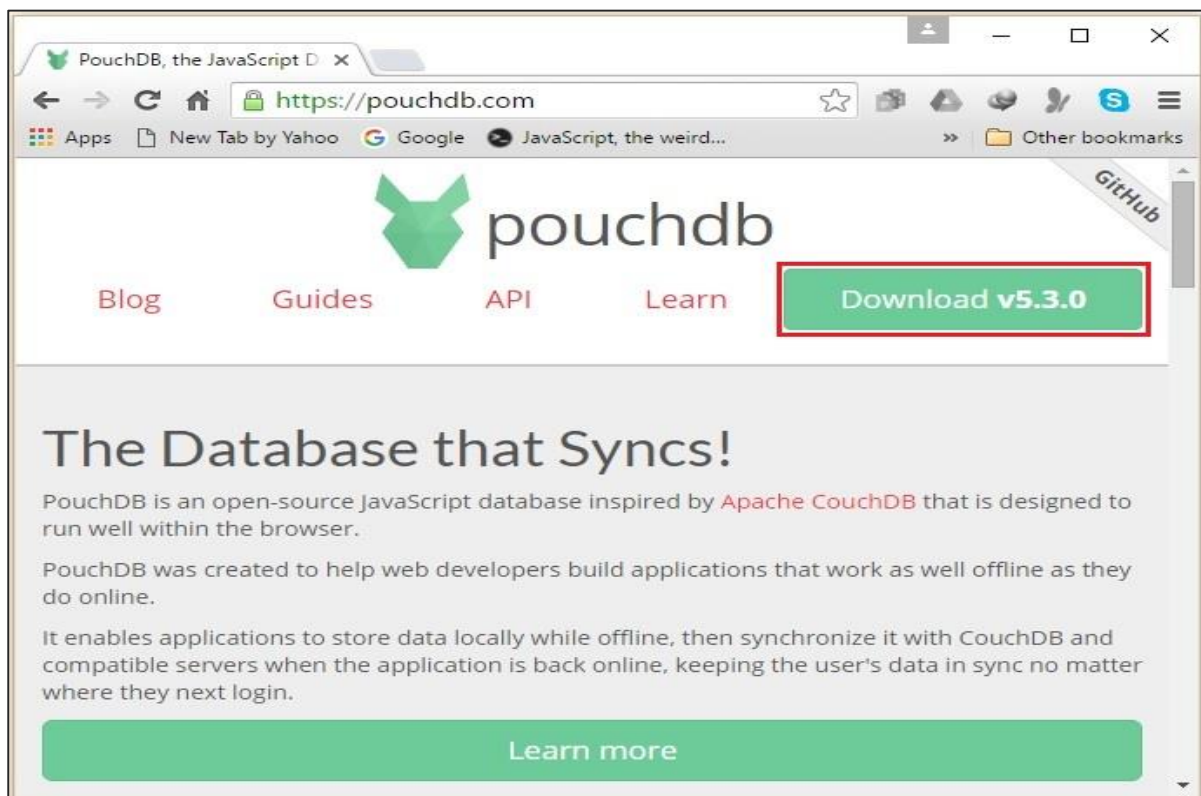 PouchDB, the JavaScript D
https://pouchdb.com
Apps New Tab by Yahoo Google JavaScript, the weird... » Other bookmarks
GitHub
pouchdb
Blog Guides API Learn Download v5.3.0
The Database that Syncs!
PouchDB is an open-source JavaScript database inspired by Apache CouchDB that is designed to
run well within the browser.
PouchDB was created to help web developers build applications that work as well offline as they
do online.
It enables applications to store data locally while offline, then synchronize it with CouchDB and
compatible servers when the application is back online, keeping the user's data in sync no matter
where they next login.
Learn more